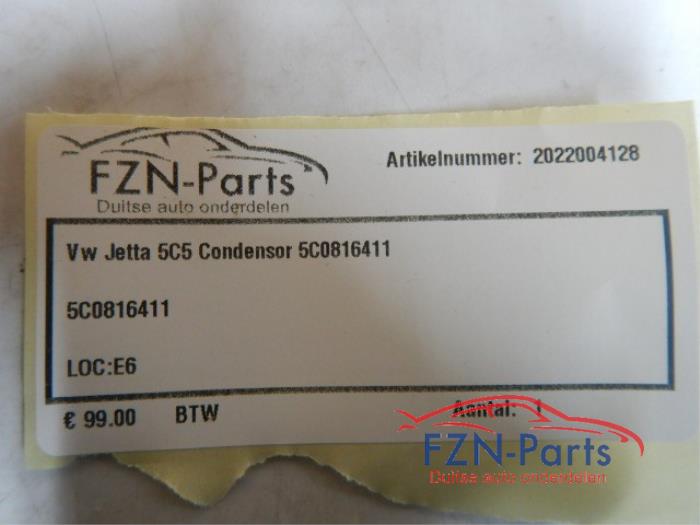 FZN-Parts
Duitse auto onderdelen
Artikelnummer: 2022004128
Vw Jetta 5C5 Condensor 5C0816411
5C0816411
LOC:E6
€ 99.00 BTW Aantal: 1
FZN-Parts
Duitse auto onderdelen